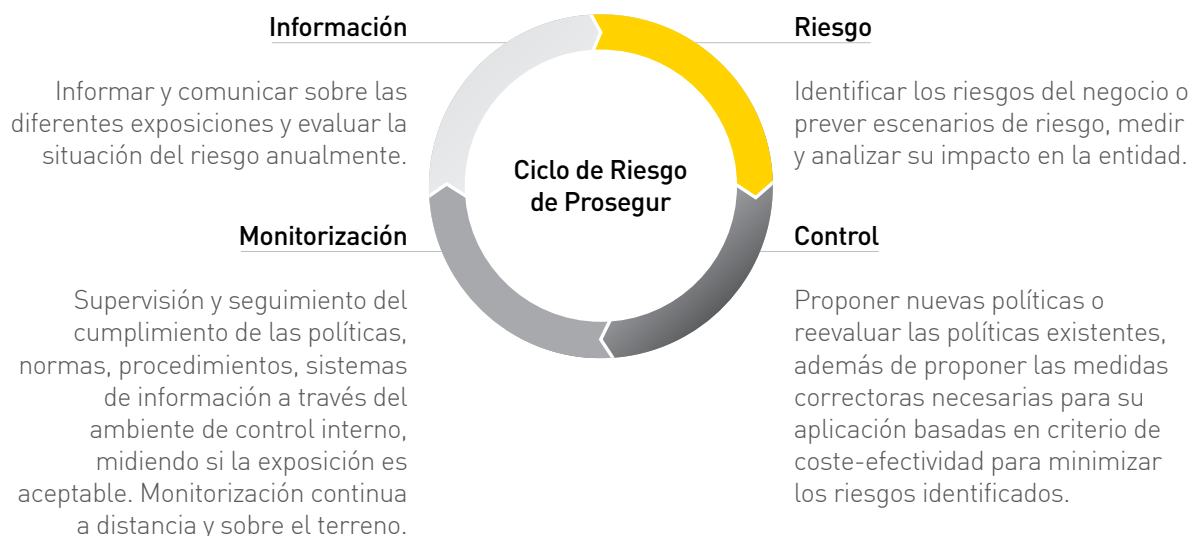 Información
Informar y comunicar sobre las
diferentes exposiciones y evaluar la
situación del riesgo anualmente.
Riesgo
Identificar los riesgos del negocio o
prever escenarios de riesgo, medir
y analizar su impacto en la entidad.
Ciclo de Riesgo
de Prosegur
Monitorización
Supervisión y seguimiento del
cumplimiento de las políticas,
normas, procedimientos, sistemas
de información a través del
ambiente de control interno,
midiendo si la exposición es
aceptable. Monitorización continua
a distancia y sobre el terreno.
Control
Proponer nuevas políticas o
reevaluar las políticas existentes,
además de proponer las medidas
correctoras necesarias para su
aplicación basadas en criterio de
coste-efectividad para minimizar
los riesgos identificados.